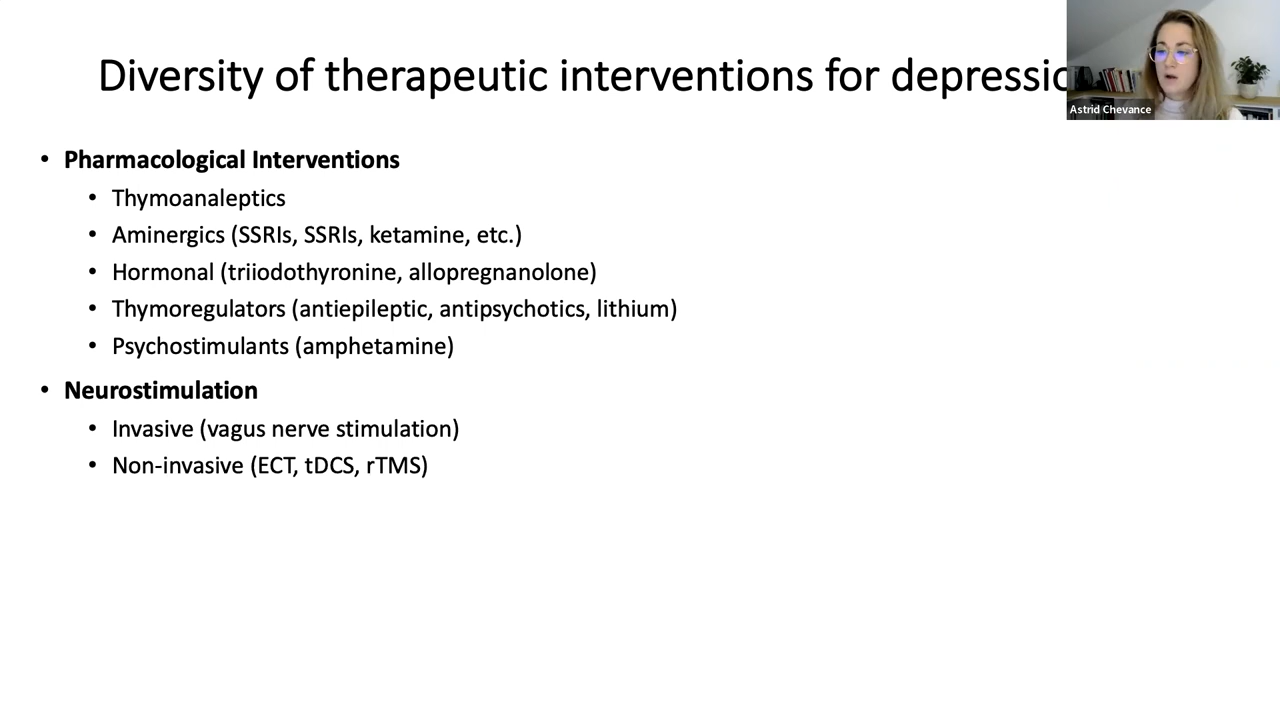 Diversity of therapeutic interventions for depressio
Astrid Chevance
• Pharmacological Interventions
• Thymoanaleptics
• Aminergics (SSRIs, SSRIs, ketamine, etc.)
• Hormonal (triiodothyronine, allopregnanolone)
• Thymoregulators (antiepileptic, antipsychotics, lithium)
• Psychostimulants (amphetamine)
• Neurostimulation
• Invasive (vagus nerve stimulation)
• Non-invasive (ECT, tDCS, rTMS)